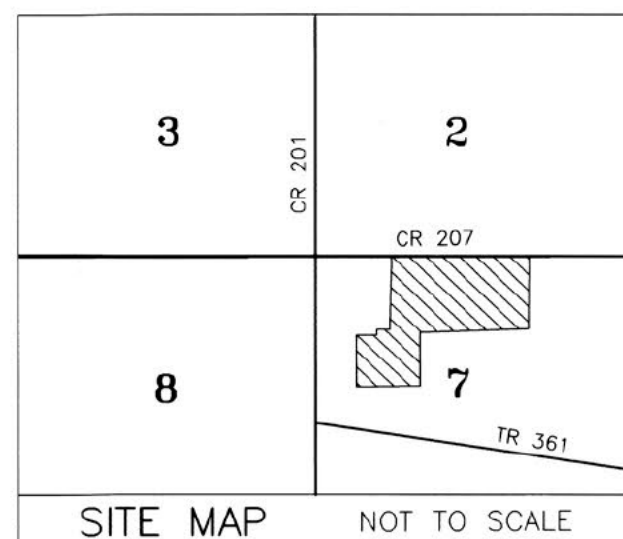 3
2
CR 201
CR 207
8
7
TR 361
SITE MAP
NOT TO SCALE